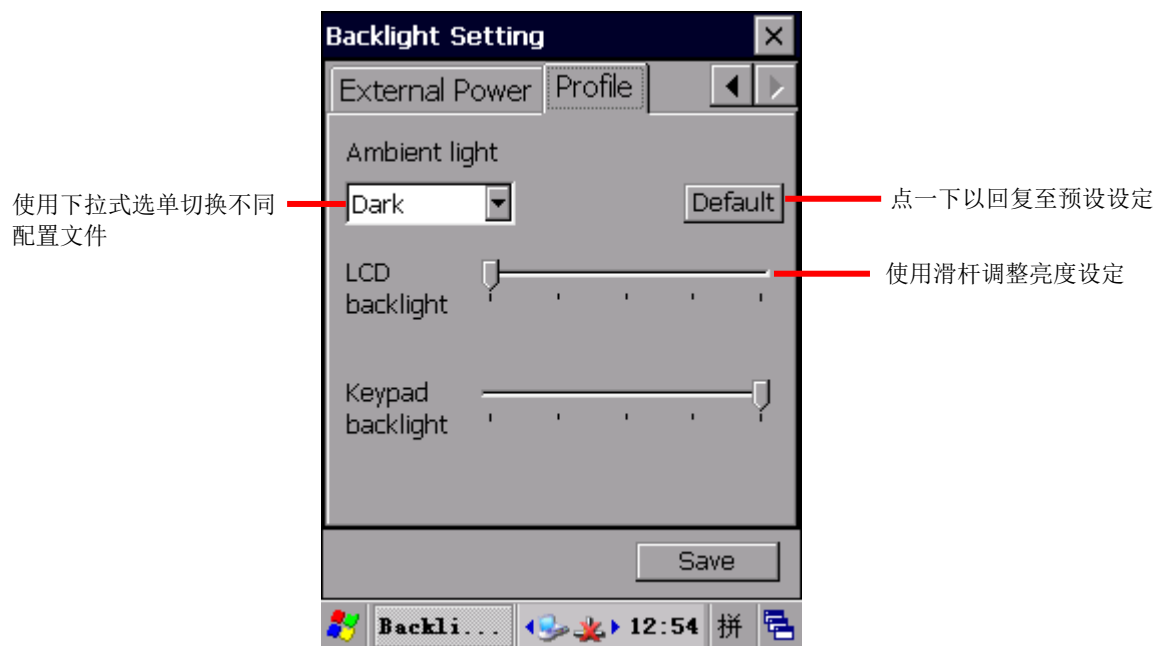 Backlight Setting
External Power
Profile
Ambient light
使用下拉式选单切换不同
配置文件
Dark
Default
点一下以回复至预设设定
LCD
backlight
使用滑杆调整亮度设定
Keypad
backlight
Save
Backli...
12:54
拼